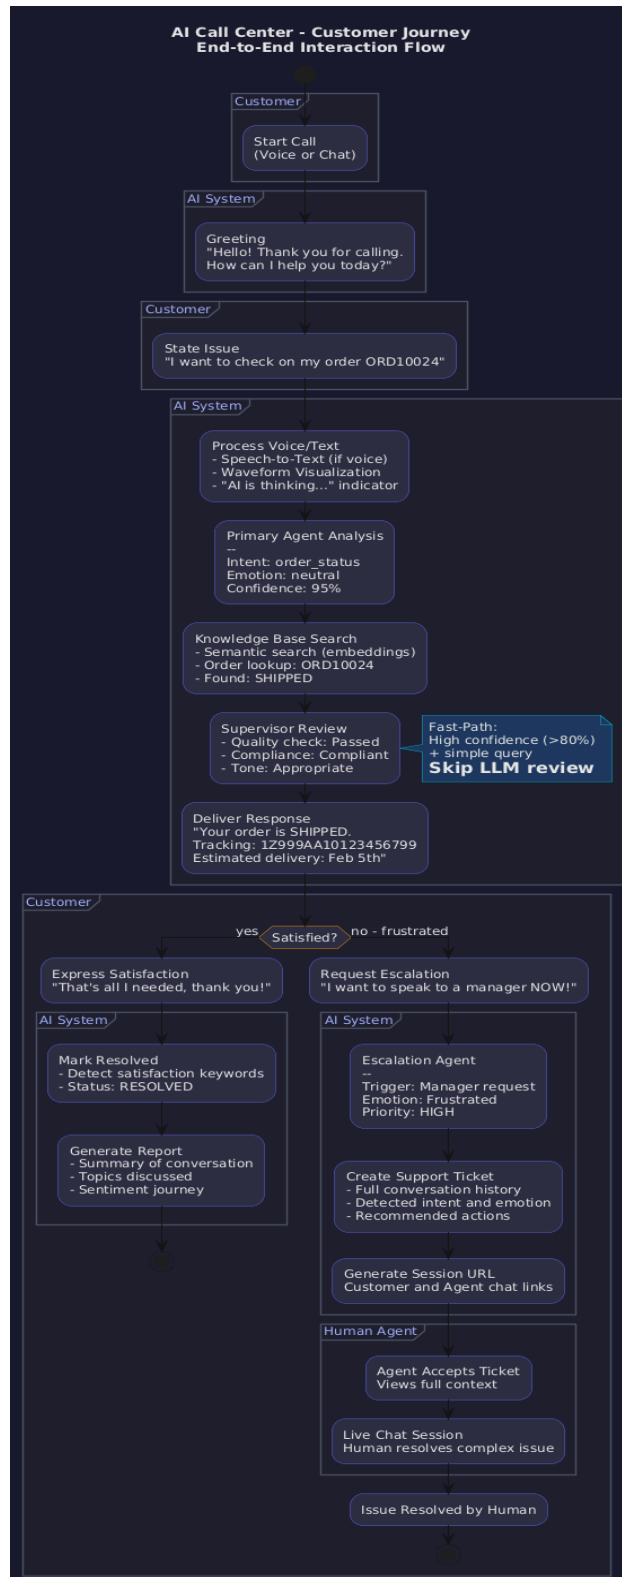 AI Call Center - Customer Journey
End-to-End Interaction Flow
Customer
Start Call
(Voice or Chat)
AI System
Greeting
"Hello! Thank you for calling.
How can I help you today?"
Customer
State Issue
"I want to check on my order ORD10024"
AI System
Process Voice/Text
- Speech-to-Text (if voice)
- Waveform Visualization
- "AI is thinking..." indicator
Primary Agent Analysis
--
Intent: order_status
Emotion: neutral
Confidence: 95%
Knowledge Base Search
- Semantic search (embeddings)
- Order lookup: ORD10024
- Found: SHIPPED
Supervisor Review
- Quality check: Passed
- Compliance: Compliant
- Tone: Appropriate
Fast-Path:
High confidence (>80%)
+ simple query
Skip LLM review
Deliver Response
"Your order is SHIPPED.
Tracking: 1Z999AA10123456799
Estimated delivery: Feb 5th"
Customer
Satisfied?
yes
no - frustrated
Express Satisfaction
"That's all I needed, thank you!"
AI System
Mark Resolved
- Detect satisfaction keywords
- Status: RESOLVED
Generate Report
- Summary of conversation
- Topics discussed
- Sentiment journey
Request Escalation
"I want to speak to a manager NOW!"
AI System
Escalation Agent
--
Trigger: Manager request
Emotion: Frustrated
Priority: HIGH
Create Support Ticket
- Full conversation history
- Detected intent and emotion
- Recommended actions
Generate Session URL
Customer and Agent chat links
Human Agent
Agent Accepts Ticket
Views full context
Live Chat Session
Human resolves complex issue
Issue Resolved by Human